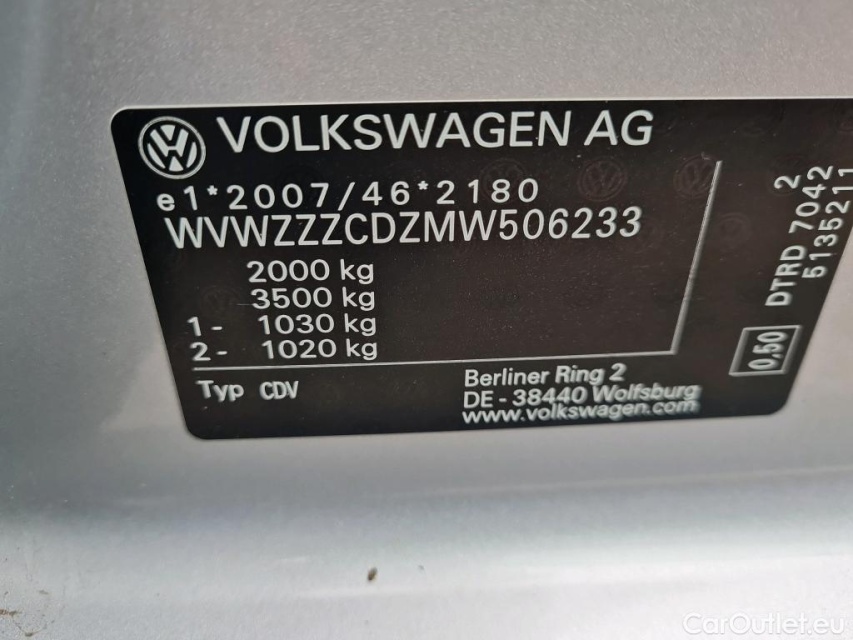 VOLKSWAGEN AG
e1*2007/46*2180
WVWZZZCDZMW506233
2000 kg
3500 kg
1- 1030 kg
2- 1020 kg
Typ CDV
Berliner Ring 2
DE - 38440 Wolfsburg
www.volkswagen.com
2
DTRD 7042
5135211
0,50
CarOutlet.eu